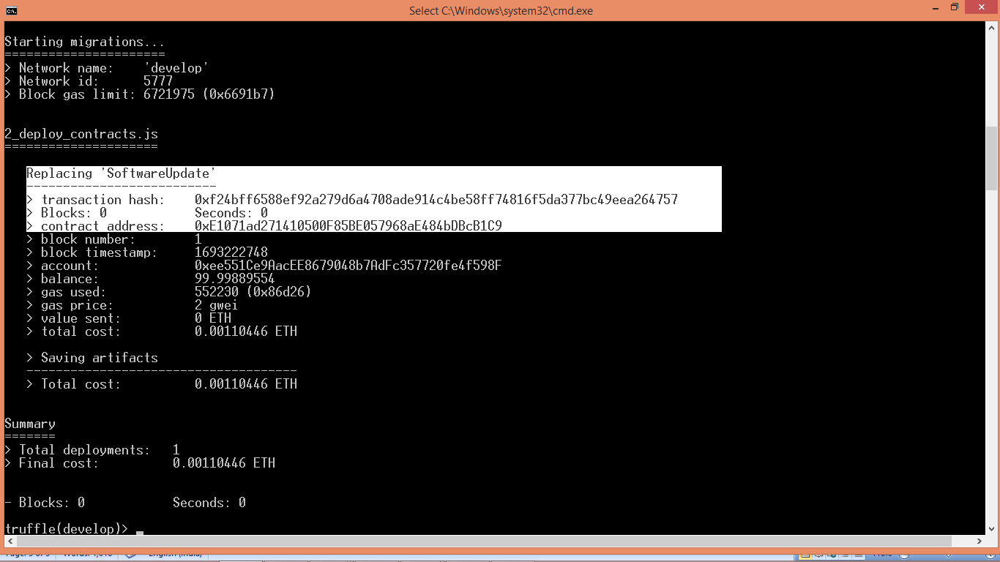 Select C:\Windows\system32\cmd.exe
Starting migrations...
======================
> Network name:    'develop'
> Network id:      5777
> Block gas limit: 6721975 (0x6691b7)
2_deploy_contracts.js
=====================
Replacing 'SoftwareUpdate'
--------------------------
> transaction hash:    0xf24bff6588ef92a279d6a4708ade914c4be58ff74816f5da377bc49eea264757
> Blocks: 0            Seconds: 0
> contract address:    0xE1071ad271410500F85BE057968aE484bDBcB1C9
> block number:        1
> block timestamp:     1693222748
> account:             0xee551Ce9AacEE8679048b7AdFc357720fe4f598F
> balance:             99.99889554
> gas used:            552230 (0x86d26)
> gas price:           2 gwei
> value sent:          0 ETH
> total cost:          0.00110446 ETH
> Saving artifacts
-------------------------------------
> Total cost:          0.00110446 ETH
Summary
=======
> Total deployments:   1
> Final cost:          0.00110446 ETH
- Blocks: 0            Seconds: 0
truffle(develop)>
English (India)